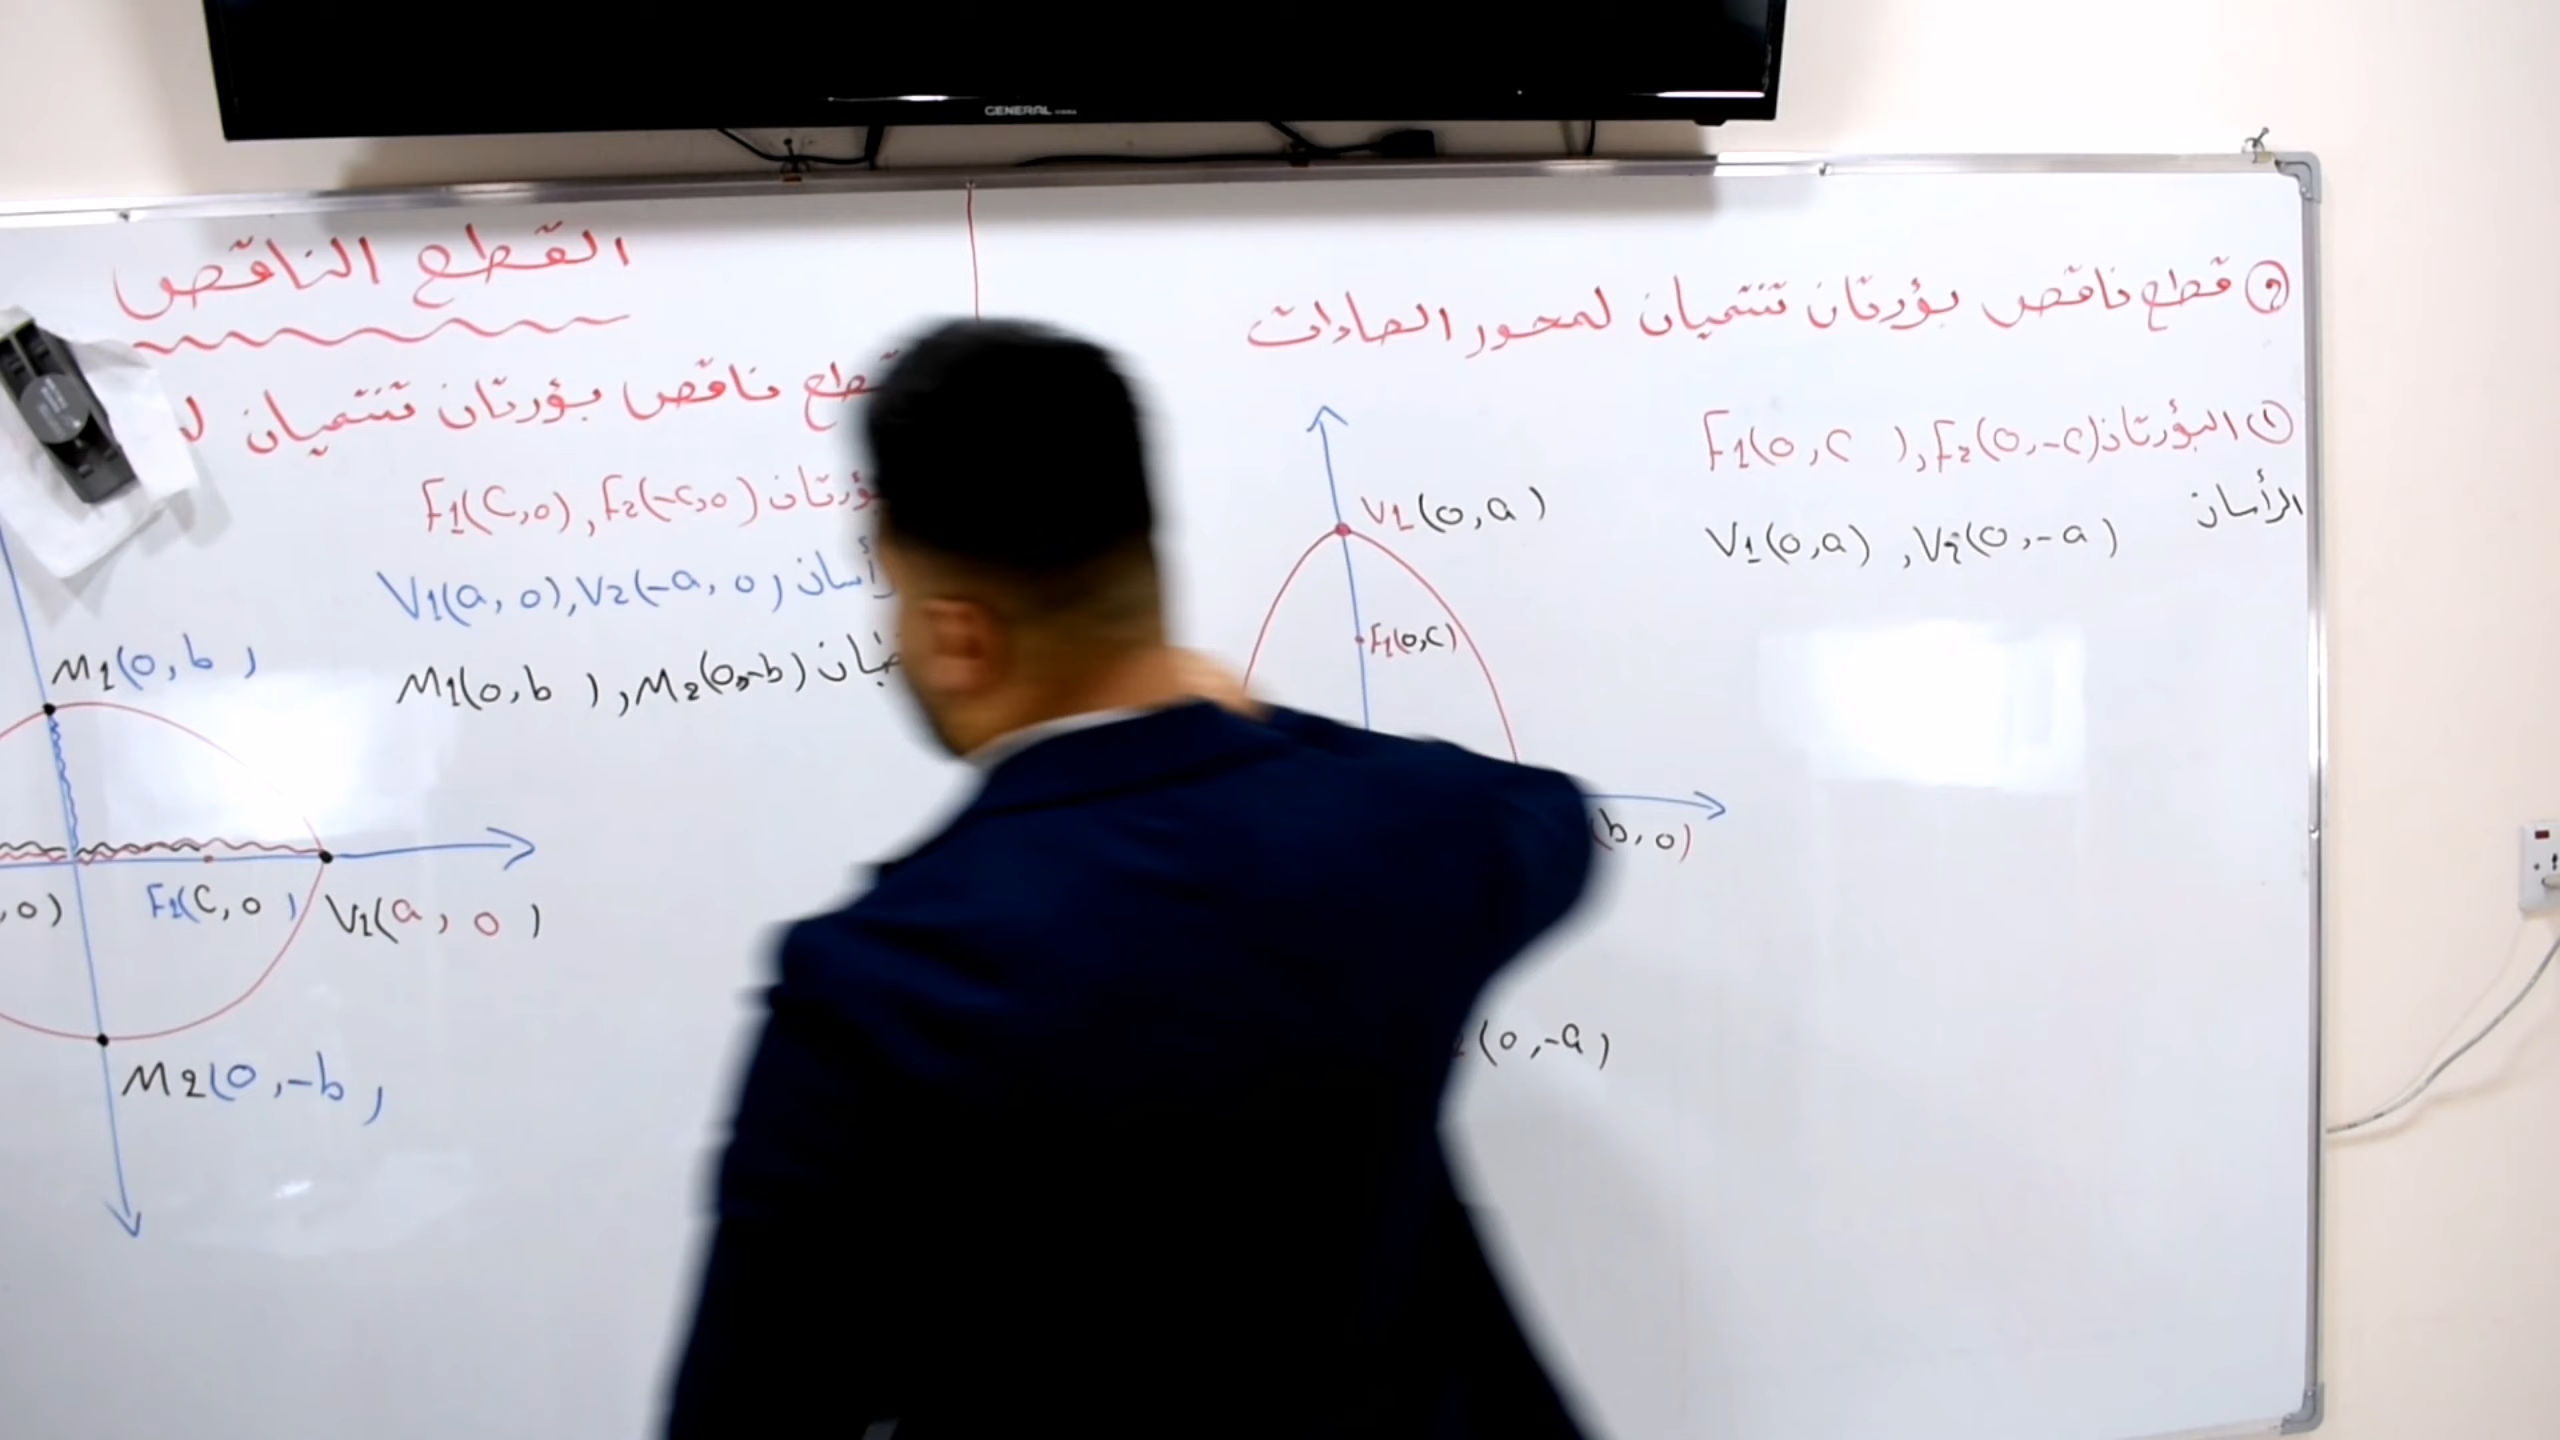 GENERAL
القطع الناقص
قطع ناقص بؤرتان تنتميان
F1(C,0), F2(-c,0)
V1(a, 0), V2(-a, 0)
M1(0,b), M2(0,-b)
M1(0, b)
,0)
F1(C, 0)
V1(a, 0)
M2(0, -b)
② قطع ناقص بؤرتان تنتميان لمحور الصادات
① البؤرتان F1(0,C), F2(0,-C)
الرأسان
V1(0,a), V2(0,-a)
V1(0,a)
F1(0,C)
(b,0)
(0,-a)